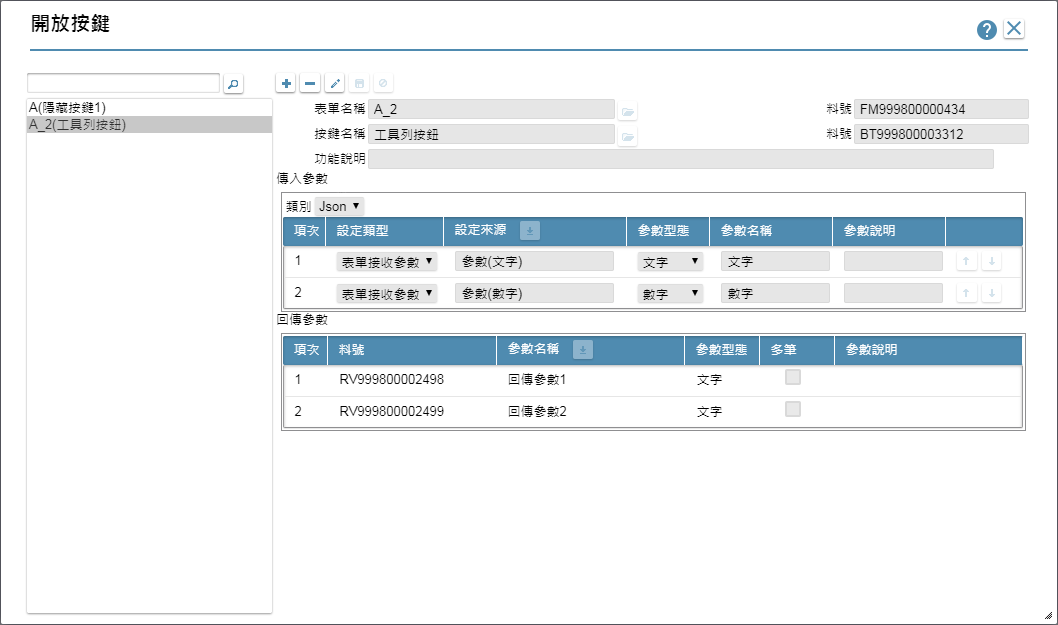 開放按鍵
A(隱藏按鍵1)
A_2(工具列按鈕)
表單名稱 A_2 料號 FM999800000434
按鍵名稱 工具列按鈕 料號 BT999800003312
功能說明
傳入參數
類別 Json
項次 設定類型 設定來源 參數型態 參數名稱 參數說明
1 表單接收參數 參數(文字) 文字 文字
2 表單接收參數 參數(數字) 數字 數字
回傳參數
項次 料號 參數名稱 參數型態 多筆 參數說明
1 RV999800002498 回傳參數1 文字
2 RV999800002499 回傳參數2 文字